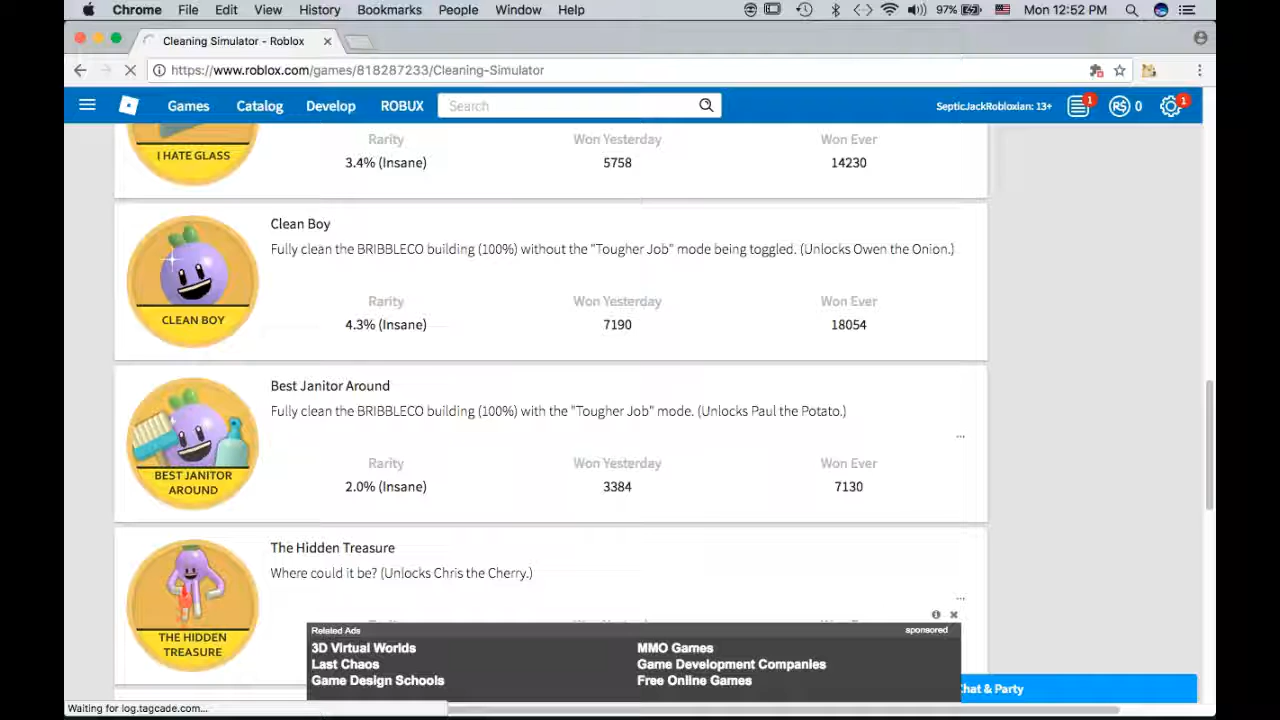 Chrome File Edit View History Bookmarks People Window Help 97% Mon 12:52 PM
Cleaning Simulator - Roblox
https://www.roblox.com/games/818287233/Cleaning-Simulator
Games Catalog Develop ROBUX Search SepticJackRobloxian: 13+ 1 R$ 0 1
I HATE GLASS
Rarity Won Yesterday Won Ever
3.4% (Insane) 5758 14230
Clean Boy
Fully clean the BRIBBLECO building (100%) without the "Tougher Job" mode being toggled. (Unlocks Owen the Onion.)
CLEAN BOY
Rarity Won Yesterday Won Ever
4.3% (Insane) 7190 18054
Best Janitor Around
Fully clean the BRIBBLECO building (100%) with the "Tougher Job" mode. (Unlocks Paul the Potato.)
...
BEST JANITOR
AROUND
Rarity Won Yesterday Won Ever
2.0% (Insane) 3384 7130
The Hidden Treasure
Where could it be? (Unlocks Chris the Cherry.)
...
THE HIDDEN
TREASURE
Related Ads sponsored
3D Virtual Worlds MMO Games
Last Chaos Game Development Companies
Game Design Schools Free Online Games
Chat & Party
Waiting for log.tagcade.com...